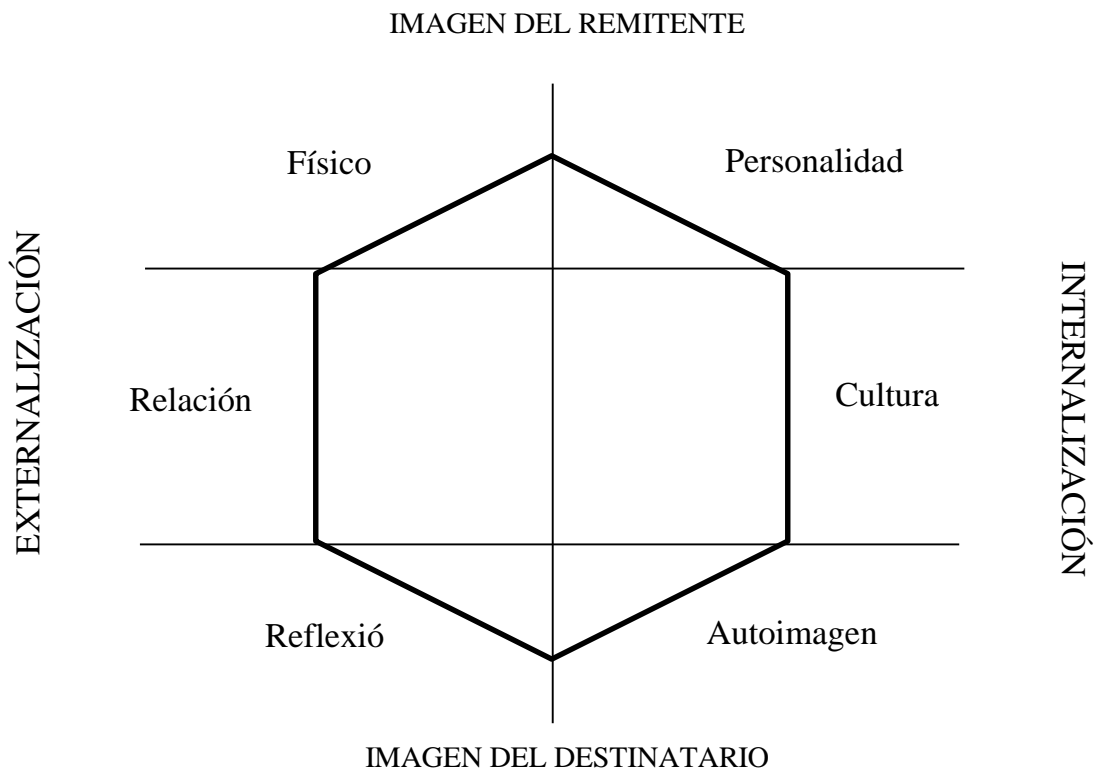 IMAGEN DEL REMITENTE
Físico
Personalidad
EXTERNALIZACIÓN
INTERNALIZACIÓN
Relación
Cultura
Reflexió
Autoimagen
IMAGEN DEL DESTINATARIO